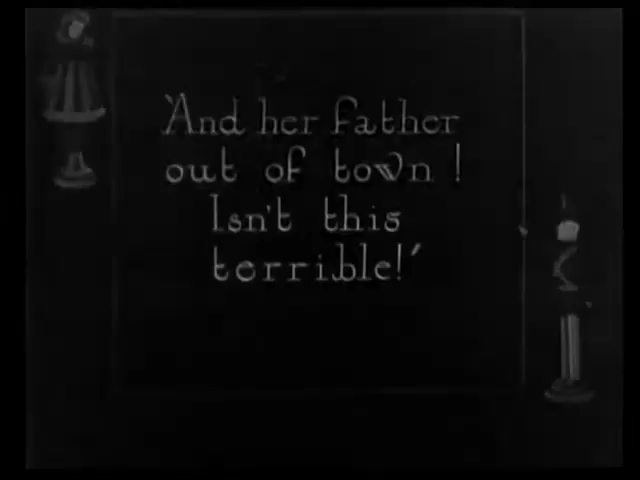 'And her father
out of town!
Isn't this
terrible!'